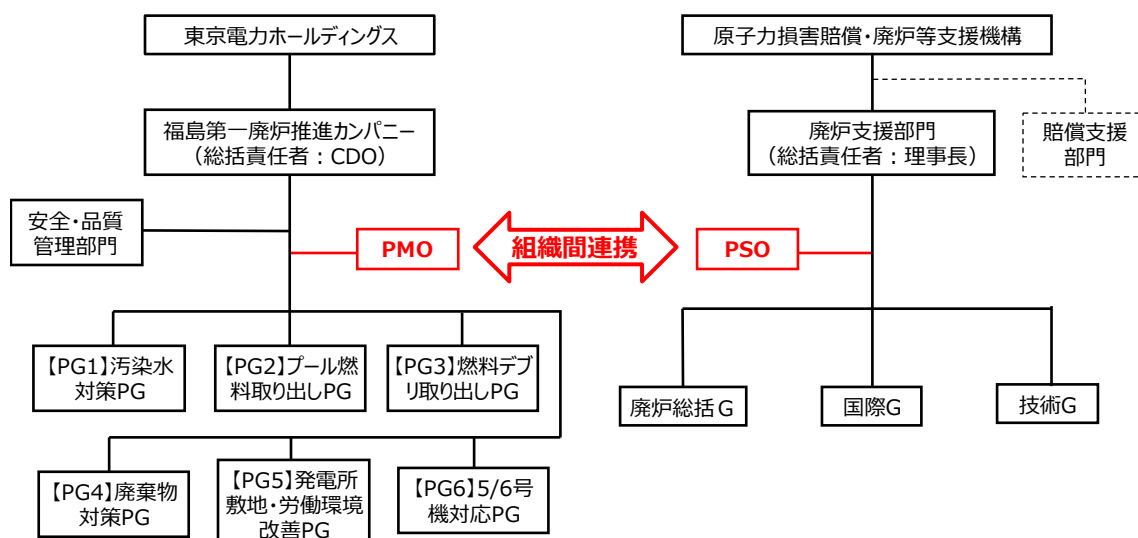 東京電力ホールディングス
原子力損害賠償・廃炉等支援機構
福島第一廃炉推進カンパニー
（総括責任者：CDO）
廃炉支援部門
（総括責任者：理事長）
賠償支援
部門
安全・品質
管理部門
PMO
組織間連携
PSO
【PG1】汚染水
対策PG
【PG2】プール燃
料取り出しPG
【PG3】燃料デブ
リ取り出しPG
廃炉総括G
国際G
技術G
【PG4】廃棄物
対策PG
【PG5】発電所
敷地・労働環境
改善PG
【PG6】5/6号
機対応PG